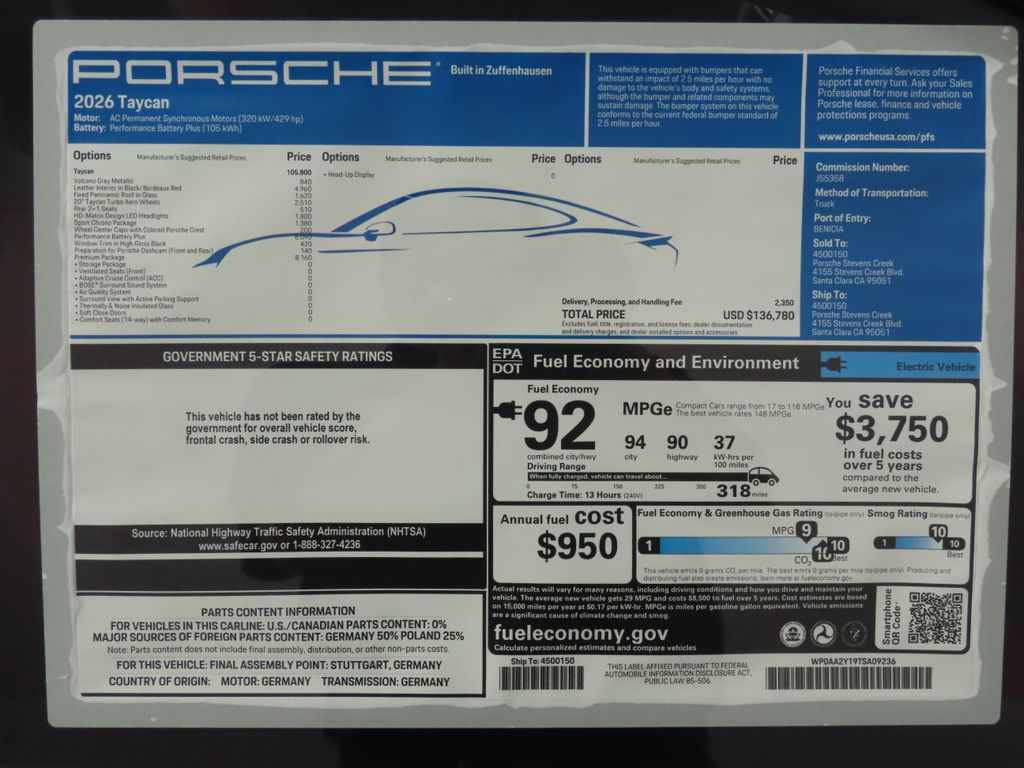 PORSCHE® Built in Zuffenhausen
2026 Taycan
Motor: AC Permanent Synchronous Motors (320 kW/429 hp)
Battery: Performance Battery Plus (105 kWh)
This vehicle is equipped with bumpers that can
withstand an impact of 2.5 miles per hour with no
damage to the vehicle's body and safety systems,
although the bumper and related components may
sustain damage. The bumper system on this vehicle
conforms to the current federal bumper standard of
2.5 miles per hour.
Porsche Financial Services offers
support at every turn. Ask your Sales
Professional for more information on
Porsche lease, finance and vehicle
protections programs.
www.porscheusa.com/pfs
Options Manufacturer's Suggested Retail Prices Price
Taycan 105,800
Volcano Grey Metallic 840
Leather Interior in Black/Bordeaux Red 4,960
Fixed Panoramic Roof in Glass 1,620
20" Taycan Turbo Aero Wheels 2,510
Rear 2+1 Seats 510
HD-Matrix Design LED Headlights 1,800
Sport Chrono Package 1,380
Wheel Center Caps with Colored Porsche Crest 200
Performance Battery Plus
Window Trim in High Gloss Black 420
Preparation for Porsche Dashcam (Front and Rear) 140
Premium Package 8,160
• Storage Package 0
• Ventilated Seats (Front) 0
• Adaptive Cruise Control (ACC) 0
• BOSE® Surround Sound System 0
• Air Quality System 0
• Surround View with Active Parking Support 0
• Thermally & Noise Insulated Glass 0
• Soft Close Doors 0
• Comfort Seats (14-way) with Comfort Memory 0
Options Manufacturer's Suggested Retail Prices Price
• Head-Up Display 0
Options Manufacturer's Suggested Retail Prices Price
Delivery, Processing, and Handling Fee 2,350
TOTAL PRICE USD $136,780
Excludes fuel; title, registration, and license fees; dealer documentation
and delivery charges; and dealer installed options and accessories.
Commission Number:
J55358
Method of Transportation:
Truck
Port of Entry:
BENICIA
Sold To:
4500150
Porsche Stevens Creek
4155 Stevens Creek Blvd.
Santa Clara CA 95051
Ship To:
4500150
Porsche Stevens Creek
4155 Stevens Creek Blvd.
Santa Clara CA 95051
GOVERNMENT 5-STAR SAFETY RATINGS
This vehicle has not been rated by the
government for overall vehicle score,
frontal crash, side crash or rollover risk.
Source: National Highway Traffic Safety Administration (NHTSA)
www.safecar.gov or 1-888-327-4236
PARTS CONTENT INFORMATION
FOR VEHICLES IN THIS CARLINE: U.S./CANADIAN PARTS CONTENT: 0%
MAJOR SOURCES OF FOREIGN PARTS CONTENT: GERMANY 50% POLAND 25%
Note: Parts content does not include final assembly, distribution, or other non-parts costs.
FOR THIS VEHICLE: FINAL ASSEMBLY POINT: STUTTGART, GERMANY
COUNTRY OF ORIGIN: MOTOR: GERMANY TRANSMISSION: GERMANY
EPA
DOT
Fuel Economy and Environment
Electric Vehicle
Fuel Economy
92 MPGe
Compact Cars range from 17 to 116 MPGe.
The best vehicle rates 146 MPGe.
94 90 37
combined city/hwy city highway kW-hrs per
100 miles
Driving Range
When fully charged, vehicle can travel about...
0 75 150 225 300 318 miles
Charge Time: 13 Hours (240V)
You save
$3,750
in fuel costs
over 5 years
compared to the
average new vehicle.
Annual fuel cost
$950
Fuel Economy & Greenhouse Gas Rating (tailpipe only)
MPG 9
1 10
CO2 10 Best
Smog Rating (tailpipe only)
10
1 10
Best
This vehicle emits 0 grams CO2 per mile. The best emits 0 grams per mile (tailpipe only). Producing and
distributing fuel also create emissions; learn more at fueleconomy.gov
Actual results will vary for many reasons, including driving conditions and how you drive and maintain your
vehicle. The average new vehicle gets 29 MPG and costs $8,500 to fuel over 5 years. Cost estimates are based
on 15,000 miles per year at $0.17 per kW-hr. MPGe is miles per gasoline gallon equivalent. Vehicle emissions
are a significant cause of climate change and smog.
fueleconomy.gov
Calculate personalized estimates and compare vehicles
Smartphone
QR Code
Ship To: 4500150
THIS LABEL AFFIXED PURSUANT TO FEDERAL
AUTOMOBILE INFORMATION DISCLOSURE ACT,
PUBLIC LAW 85-506
WP0AA2Y19TSA09236